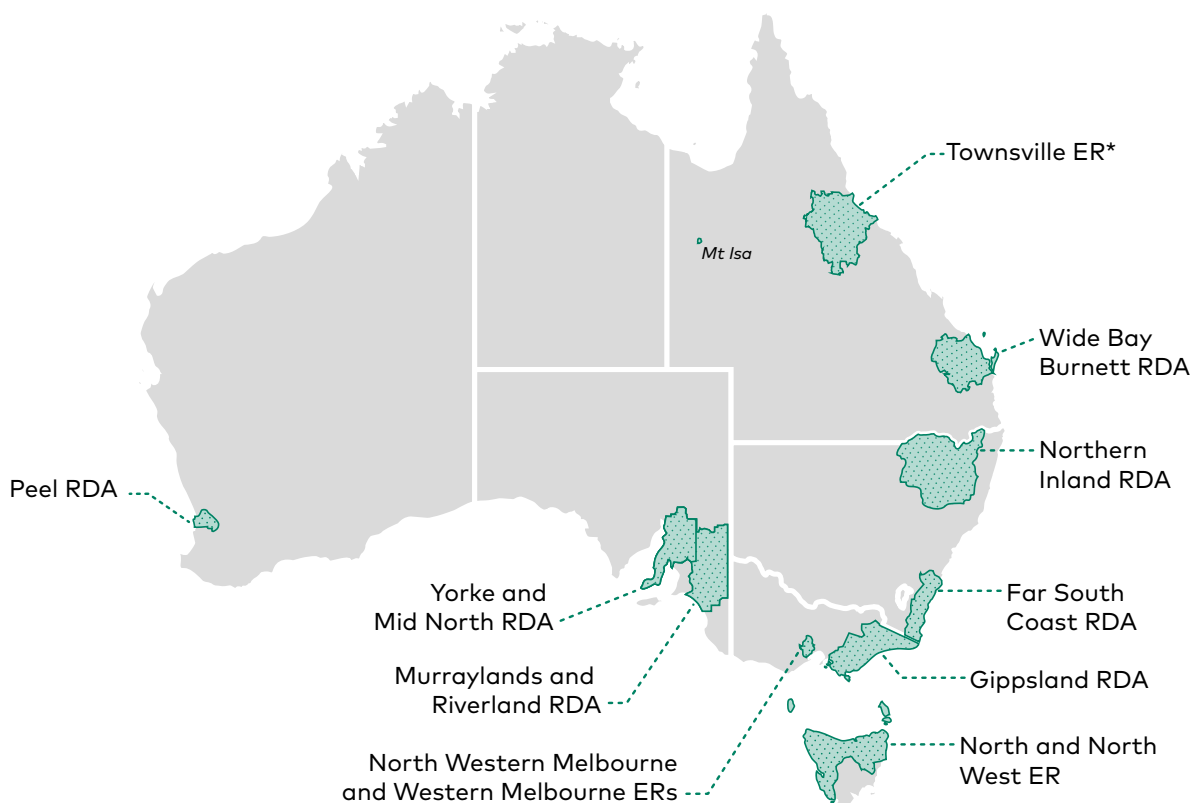 Townsville ER*
Mt Isa
Wide Bay
Burnett RDA
Northern
Inland RDA
Peel RDA
Yorke and
Mid North RDA
Far South
Coast RDA
Murraylands and
Riverland RDA
Gippsland RDA
North Western Melbourne
and Western Melbourne ERs
North and North
West ER